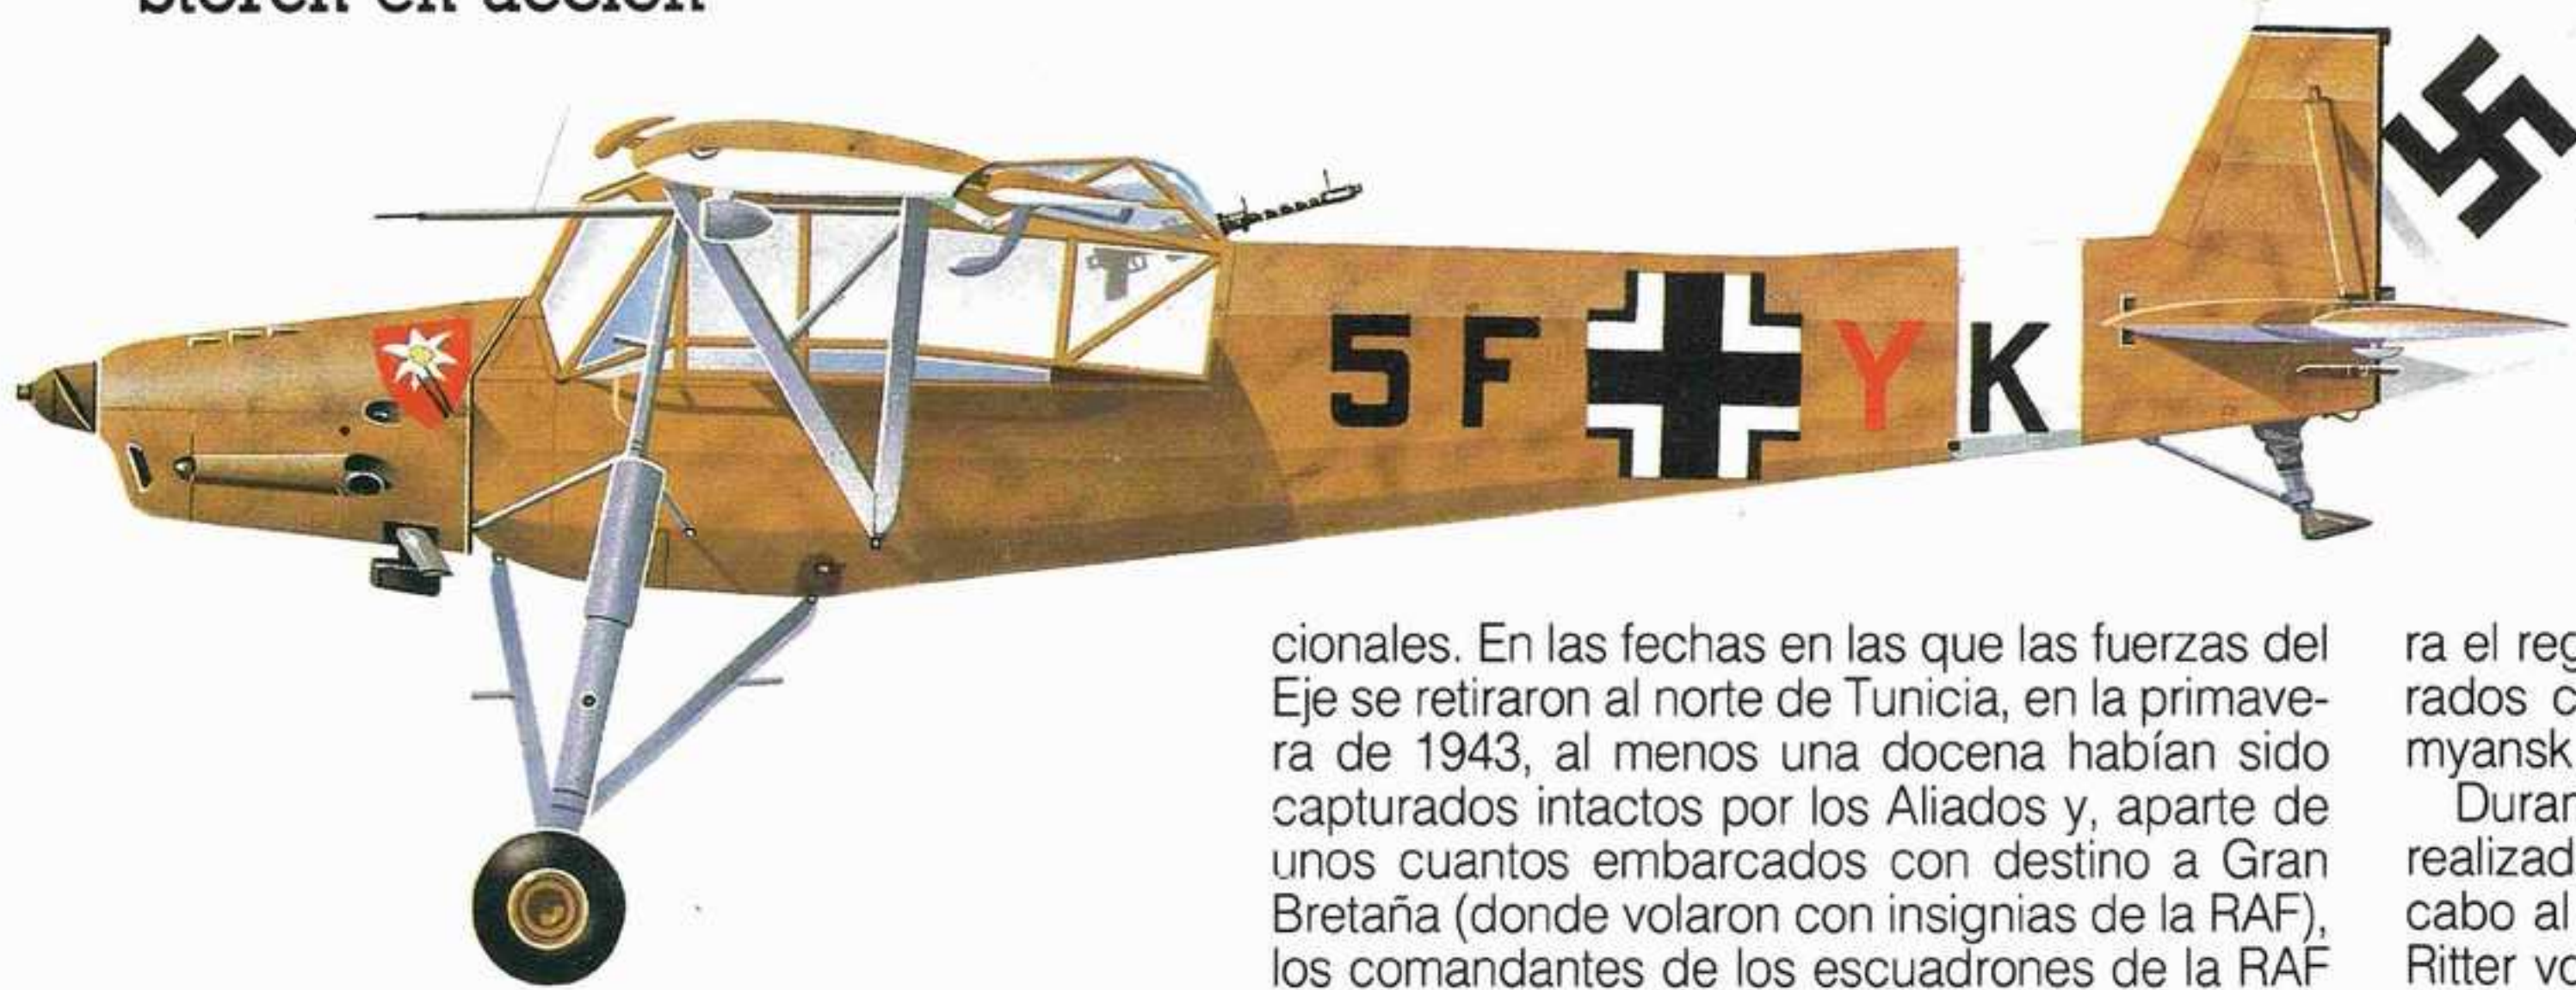 Storch en acción
5F YK
cionales. En las fechas en las que las fuerzas del
Eje se retiraron al norte de Tunicia, en la primave-
ra de 1943, al menos una docena habían sido
capturados intactos por los Aliados y, aparte de
unos cuantos embarcados con destino a Gran
Bretaña (donde volaron con insignias de la RAF),
los comandantes de los escuadrones de la RAF
ra el reg
rados c
myansk
Duran
realizad
cabo al
Ritter vo